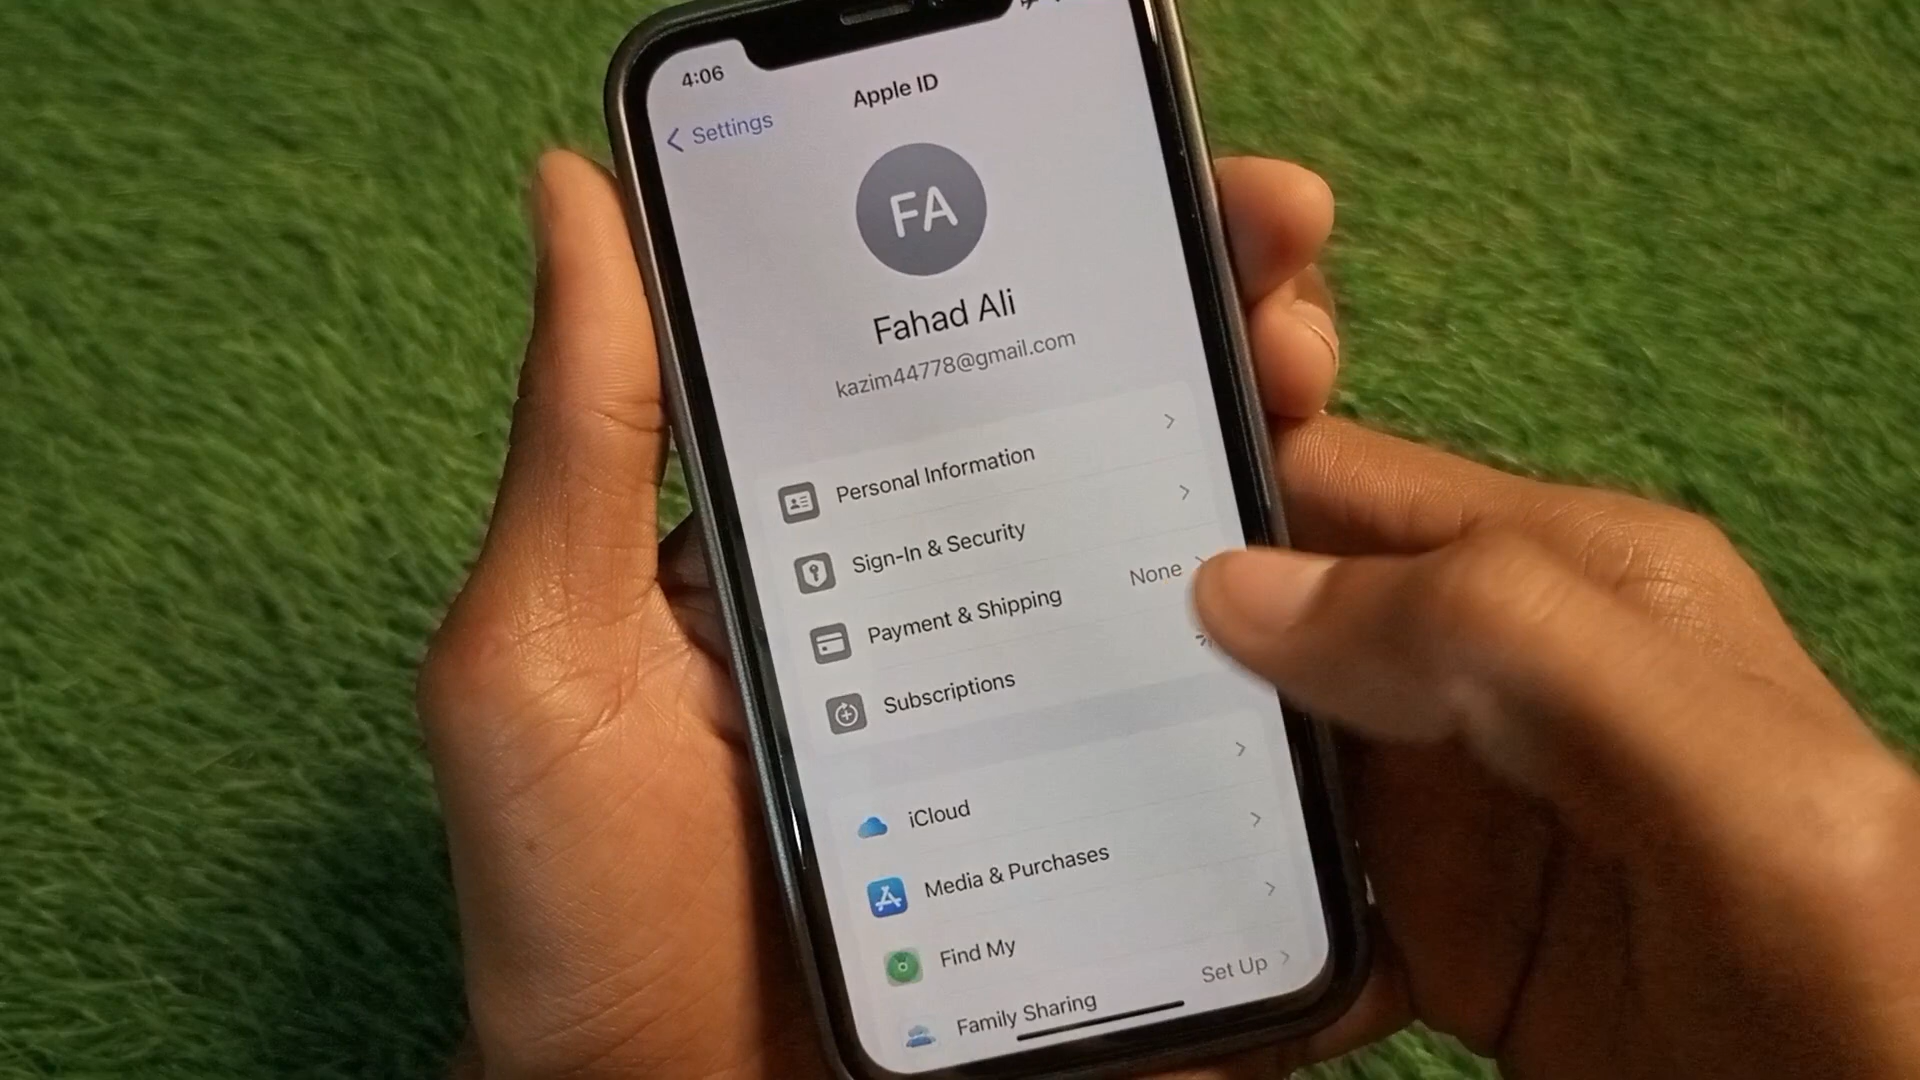 4:06
Apple ID
Settings
FA
Fahad Ali
kazim44778@gmail.com
Personal Information
Sign-In & Security
Payment & Shipping None
Subscriptions
iCloud
Media & Purchases
Find My
Family Sharing Set Up